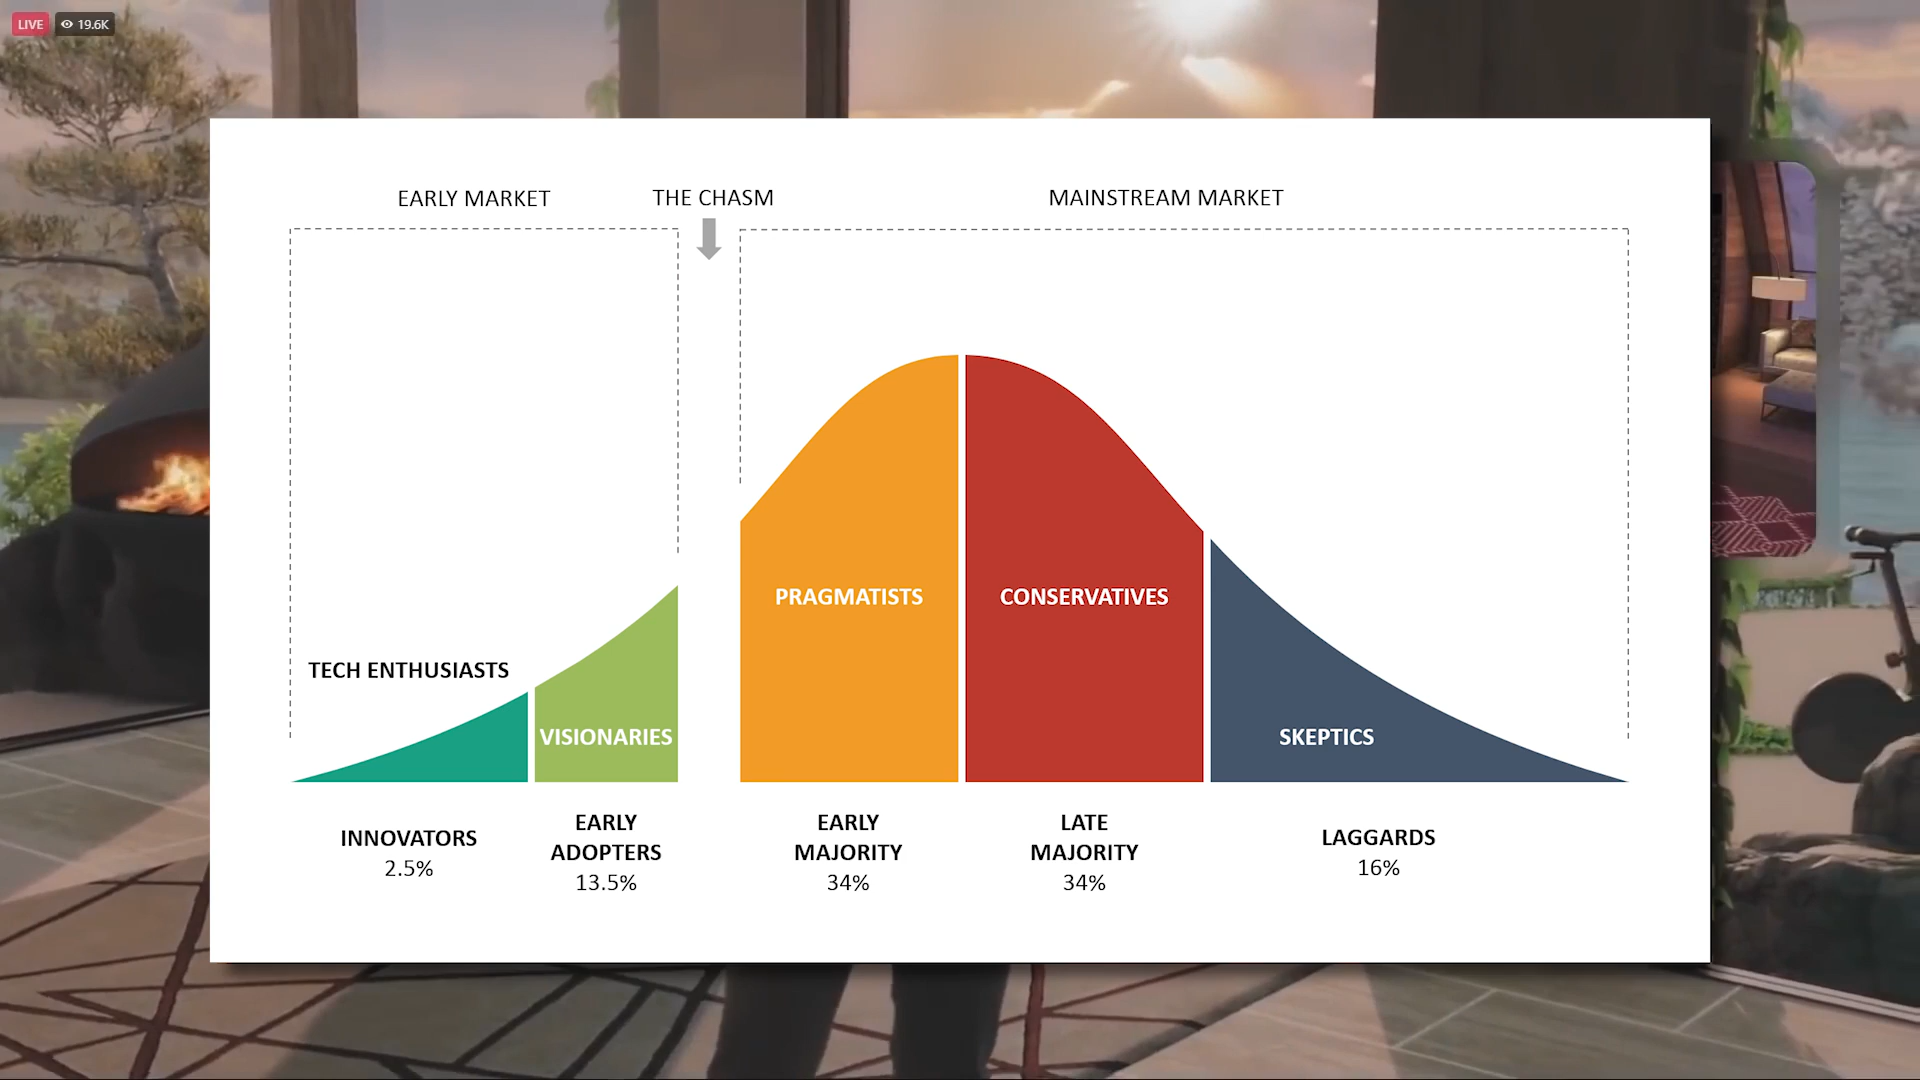 LIVE
19.6K
EARLY MARKET
THE CHASM
MAINSTREAM MARKET
PRAGMATISTS
CONSERVATIVES
TECH ENTHUSIASTS
VISIONARIES
SKEPTICS
INNOVATORS
2.5%
EARLY
ADOPTERS
13.5%
EARLY
MAJORITY
34%
LATE
MAJORITY
34%
LAGGARDS
16%